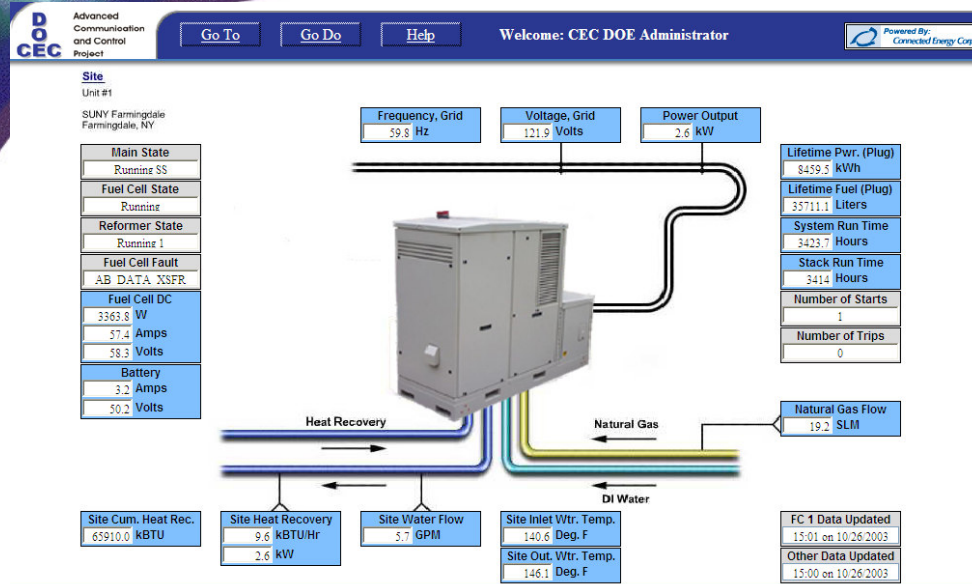 DOE
CEC
Advanced
Communication
and Control
Project
Go To
Go Do
Help
Welcome: CEC DOE Administrator
Powered By:
Connected Energy Corp
Site
Unit #1
SUNY Farmingdale
Farmingdale, NY
Frequency, Grid
59.8 Hz
Voltage, Grid
121.9 Volts
Power Output
2.6 kW
Main State
Running SS
Fuel Cell State
Running
Reformer State
Running 1
Fuel Cell Fault
AB DATA XSFR
Fuel Cell DC
3363.8 W
57.4 Amps
58.3 Volts
Battery
3.2 Amps
50.2 Volts
Lifetime Pwr. (Plug)
8459.5 kWh
Lifetime Fuel (Plug)
35711.1 Liters
System Run Time
3423.7 Hours
Stack Run Time
3414 Hours
Number of Starts
1
Number of Trips
0
Heat Recovery
Natural Gas
Natural Gas Flow
19.2 SLM
DI Water
Site Cum. Heat Rec.
65910.0 kBTU
Site Heat Recovery
9.6 kBTU/Hr
2.6 kW
Site Water Flow
5.7 GPM
Site Inlet Wtr. Temp.
140.6 Deg. F
Site Out. Wtr. Temp.
146.1 Deg. F
FC 1 Data Updated
15:01 on 10/26/2003
Other Data Updated
15:00 on 10/26/2003